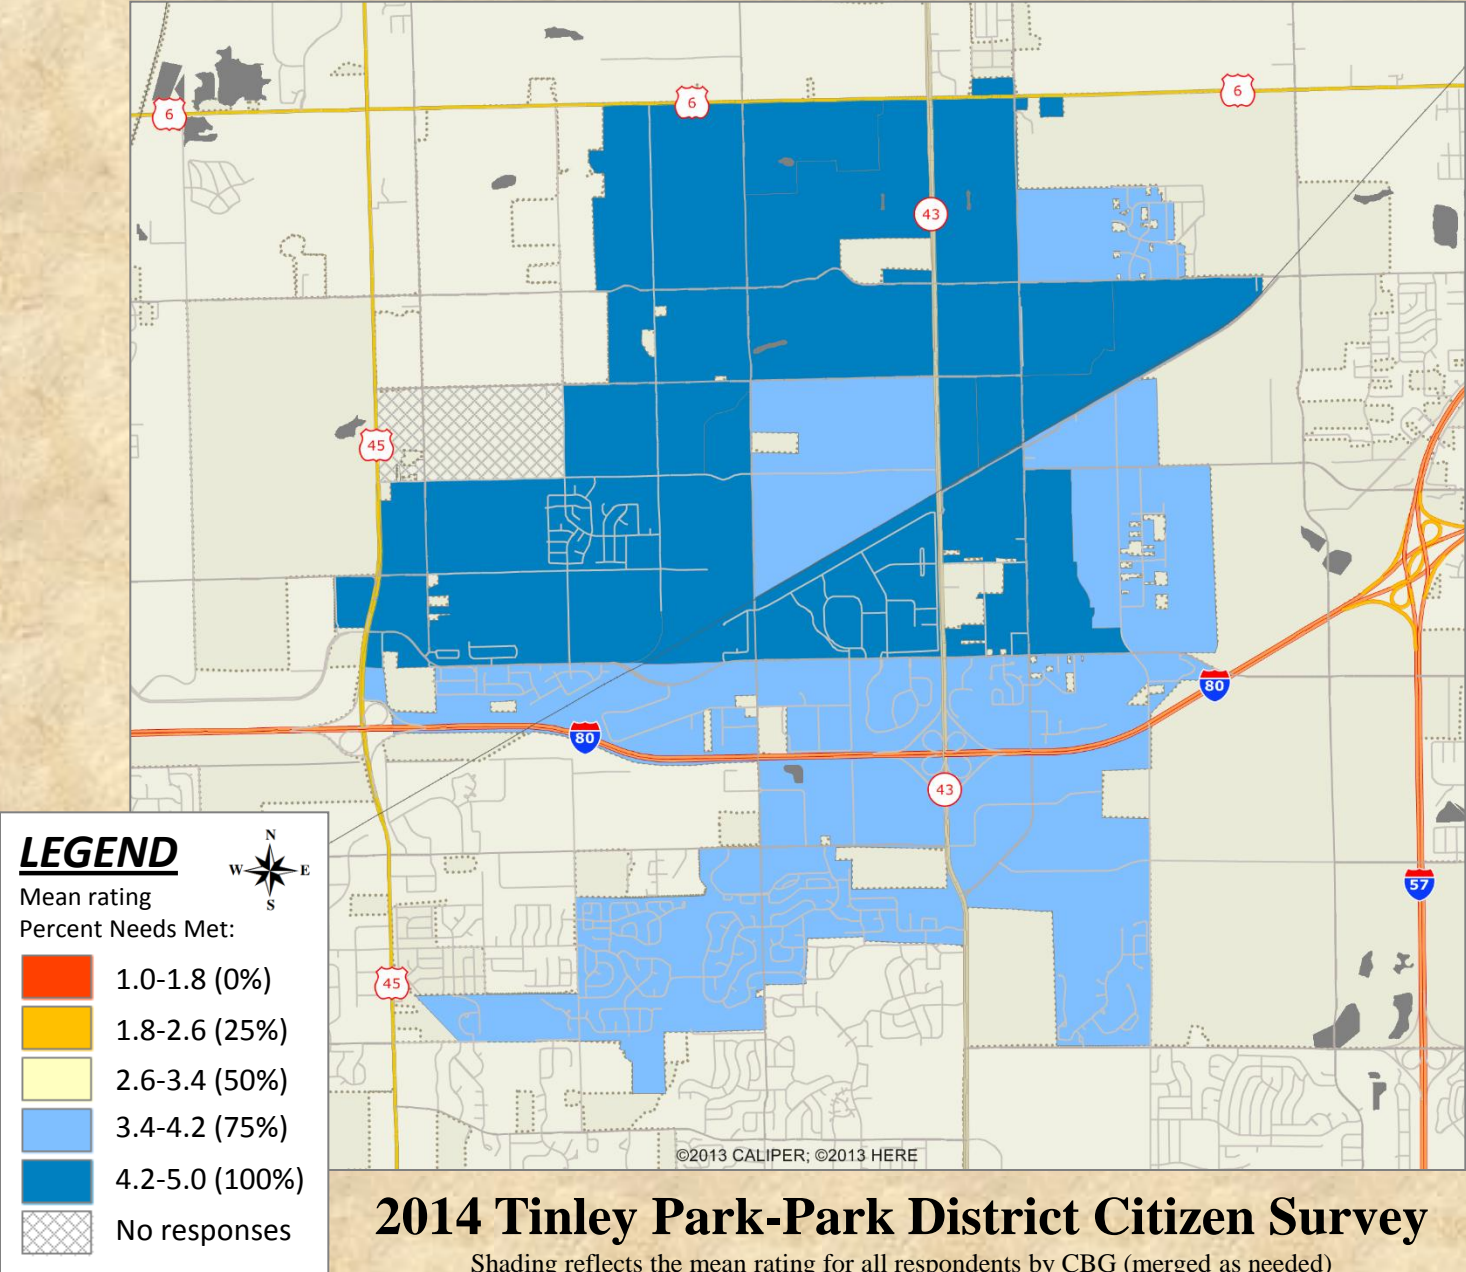 6
6
6
43
45
80
80
43
57
45
LEGEND
N
W E
S
Mean rating
Percent Needs Met:
1.0-1.8 (0%)
1.8-2.6 (25%)
2.6-3.4 (50%)
3.4-4.2 (75%)
4.2-5.0 (100%)
No responses
©2013 CALIPER; ©2013 HERE
2014 Tinley Park-Park District Citizen Survey
Shading reflects the mean rating for all respondents by CBG (merged as needed)